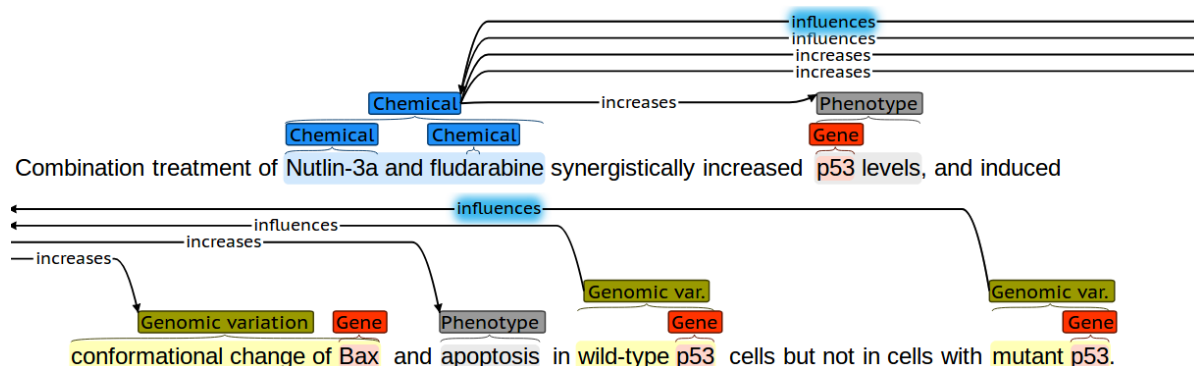 influences
influences
increases
increases
Chemical increases Phenotype
Chemical Chemical Gene
Combination treatment of Nutlin-3a and fludarabine synergistically increased p53 levels, and induced
influences
influences
increases
increases
Genomic var. Genomic var.
Genomic variation Gene Phenotype Gene Gene
conformational change of Bax and apoptosis in wild-type p53 cells but not in cells with mutant p53.